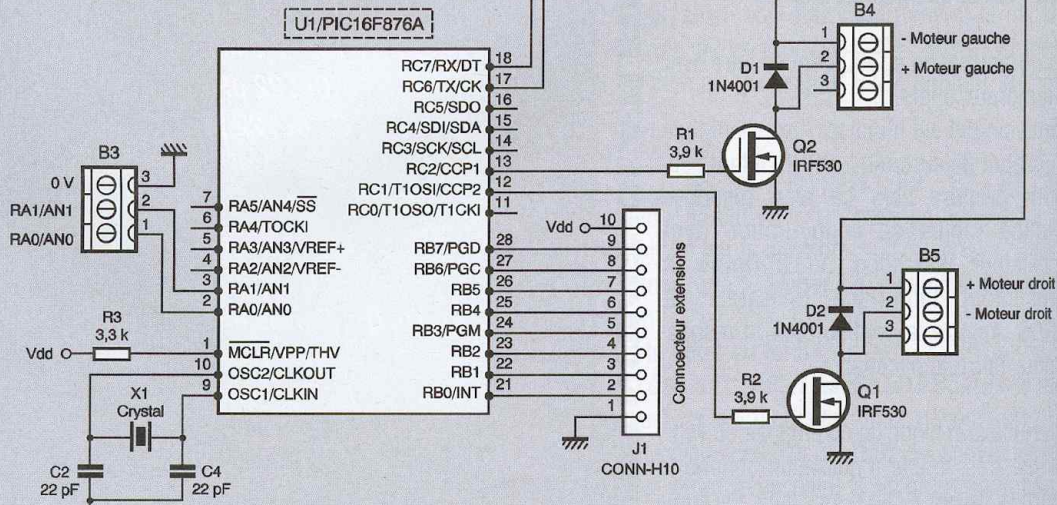 U1/PIC16F876A
RC7/RX/DT 18
RC6/TX/CK 17
RC5/SDO 16
RC4/SDI/SDA 15
RC3/SCK/SCL 14
RC2/CCP1 13
RC1/T1OSI/CCP2 12
RC0/T1OSO/T1CKI 11
RB7/PGD 28
RB6/PGC 27
RB5 26
RB4 25
RB3/PGM 24
RB2 23
RB1 22
RB0/INT 21
7 RA5/AN4/SS
6 RA4/TOCKI
5 RA3/AN3/VREF+
4 RA2/AN2/VREF-
3 RA1/AN1
2 RA0/AN0
1 MCLR/VPP/THV
10 OSC2/CLKOUT
9 OSC1/CLKIN
B3
0 V 3
RA1/AN1 2
RA0/AN0 1
R3
3,3 k
Vdd
X1
Crystal
C2
22 pF
C4
22 pF
Vdd 10
9
8
7
6
5
4
3
2
1
Conncecteur extensions
J1
CONN-H10
R1
3,9 k
D1
1N4001
Q2
IRF530
B4
1 - Moteur gauche
2 + Moteur gauche
3
R2
3,9 k
D2
1N4001
Q1
IRF530
B5
1 + Moteur droit
2 - Moteur droit
3